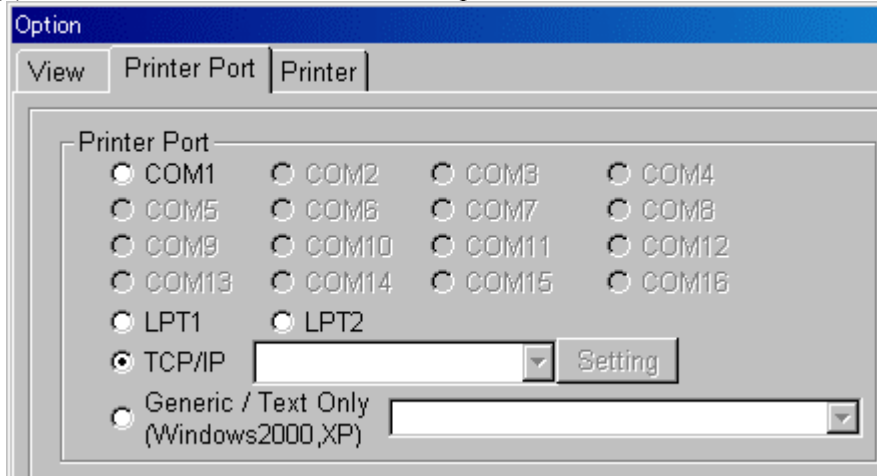 Option
View Printer Port Printer
Printer Port
COM1 COM2 COM3 COM4
COM5 COM6 COM7 COM8
COM9 COM10 COM11 COM12
COM13 COM14 COM15 COM16
LPT1 LPT2
TCP/IP Setting
Generic / Text Only
(Windows2000,XP)